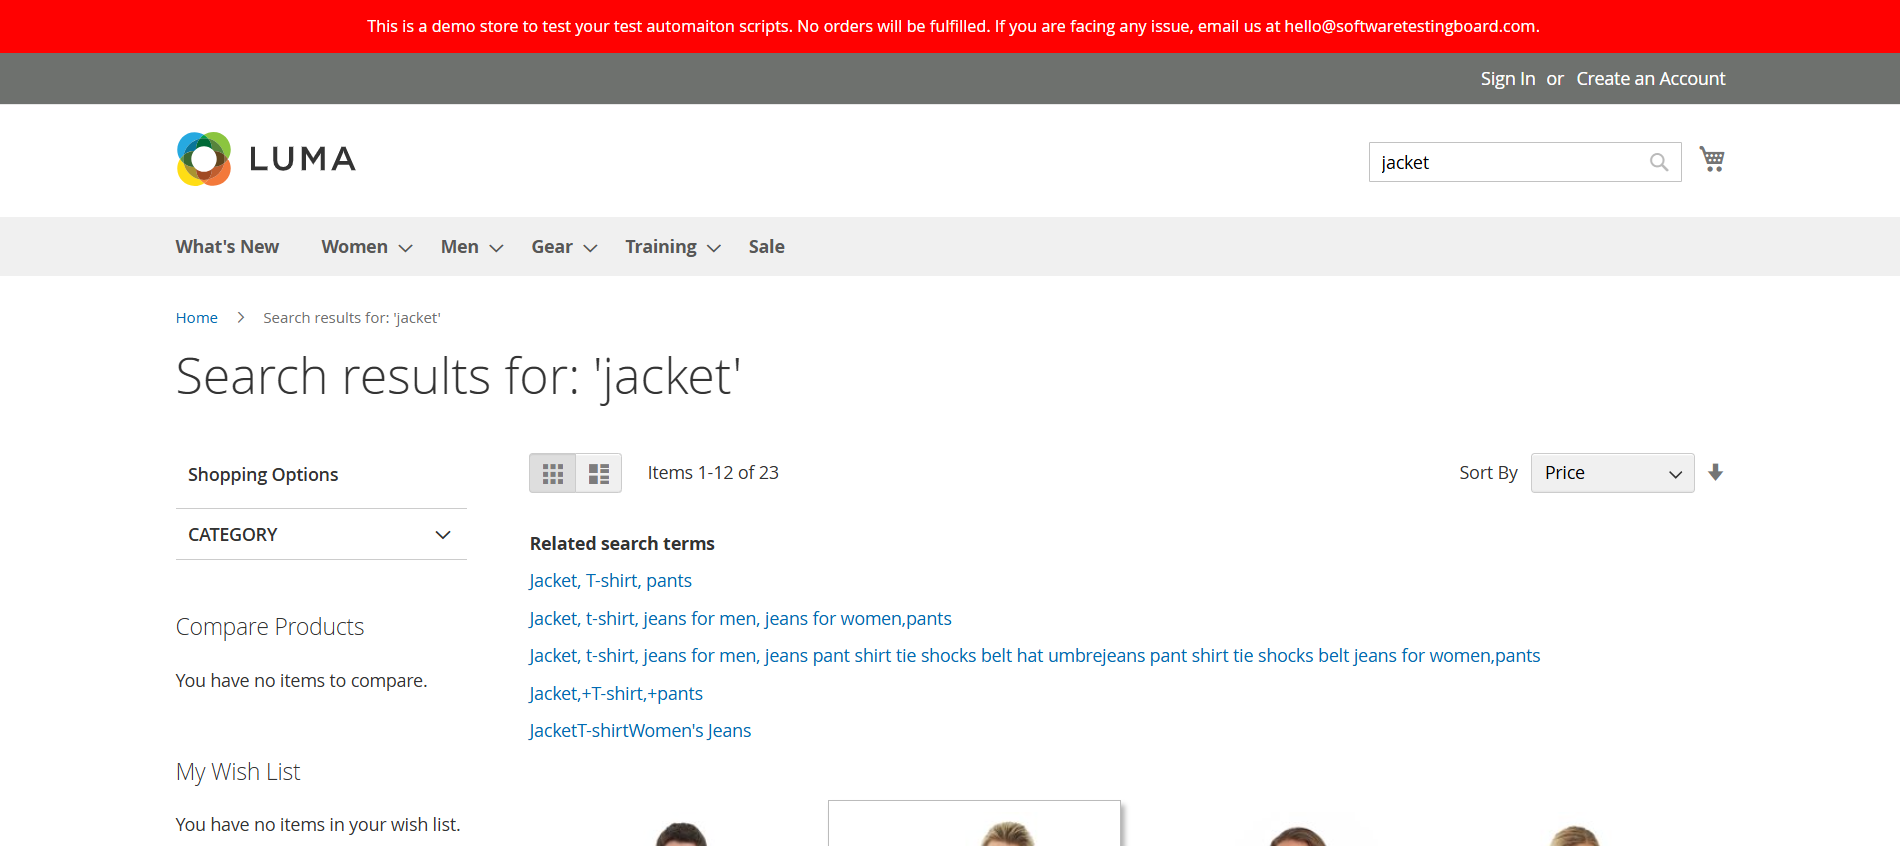 This is a demo store to test your test automaiton scripts. No orders will be fulfilled. If you are facing any issue, email us at hello@softwaretestingboard.com.
Sign In or Create an Account
LUMA
jacket
What's New Women Men Gear Training Sale
Home Search results for: 'jacket'
Search results for: 'jacket'
Shopping Options
CATEGORY
Compare Products
You have no items to compare.
My Wish List
You have no items in your wish list.
Items 1-12 of 23
Sort By Price
Related search terms
Jacket, T-shirt, pants
Jacket, t-shirt, jeans for men, jeans for women,pants
Jacket, t-shirt, jeans for men, jeans pant shirt tie shocks belt hat umbrejeans pant shirt tie shocks belt jeans for women,pants
Jacket,+T-shirt,+pants
JacketT-shirtWomen's Jeans